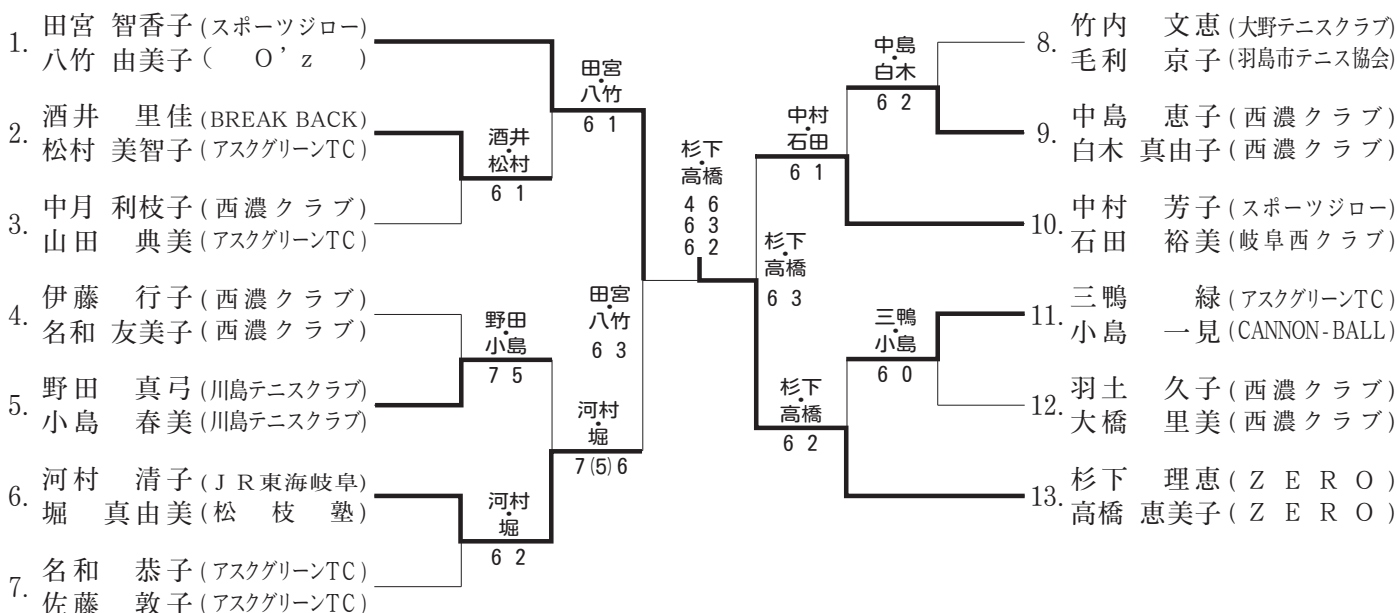 1. 田宮 智香子 (スポーツジロー)
八竹 由美子 ( O'z )
2. 酒井 里佳 (BREAK BACK)
松村 美智子 (アスクグリーンTC)
3. 中月 利枝子 (西濃クラブ)
山田 典美 (アスクグリーンTC)
4. 伊藤 行子 (西濃クラブ)
名和 友美子 (西濃クラブ)
5. 野田 真弓 (川島テニスクラブ)
小島 春美 (川島テニスクラブ)
6. 河村 清子 (JR東海岐阜)
堀 真由美 (松枝塾)
7. 名和 恭子 (アスクグリーンTC)
佐藤 敦子 (アスクグリーンTC)
酒井・松村
6 1
野田・小島
7 5
河村・堀
6 2
田宮・八竹
6 1
河村・堀
7(5)6
田宮・八竹
6 3
杉下・高橋
4 6
6 3
6 2
杉下・高橋
6 3
中村・石田
6 1
杉下・高橋
6 2
中島・白木
6 2
三鴨・小島
6 0
8. 竹内 文恵 (大野テニスクラブ)
毛利 京子 (羽島市テニス協会)
9. 中島 恵子 (西濃クラブ)
白木 真由子 (西濃クラブ)
10. 中村 芳子 (スポーツジロー)
石田 裕美 (岐阜西クラブ)
11. 三鴨 緑 (アスクグリーンTC)
小島 一見 (CANNON-BALL)
12. 羽土 久子 (西濃クラブ)
大橋 里美 (西濃クラブ)
13. 杉下 理恵 (ZERO)
高橋 恵美子 (ZERO)